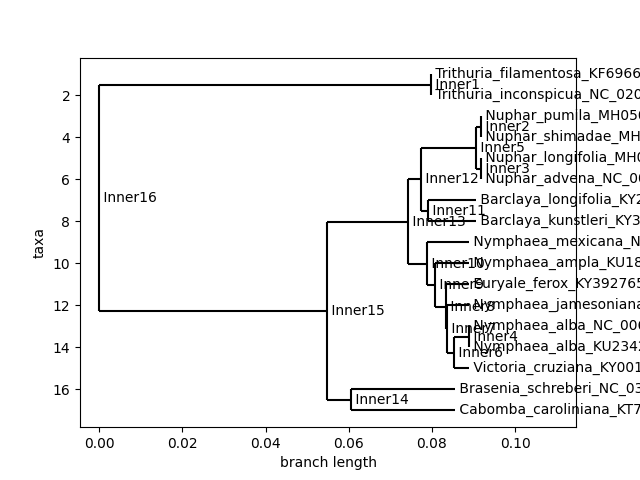 Trithuria_filamentosa_KF6966
Inner1
Trithuria_inconspicua_NC_020
Nuphar_pumila_MH050
Inner2
Nuphar_shimadae_MH
Inner5
Nuphar_longifolia_MH0
Inner3
Nuphar_advena_NC_00
Inner12
Barclaya_longifolia_KY2
Inner11
Barclaya_kunstleri_KY3
Inner13
Inner16
Nymphaea_mexicana_N
Inner10
Nymphaea_ampla_KU18
Inner9
Euryale_ferox_KY392765
Inner8
Nymphaea_jamesoniana
Inner15
Inner7
Nymphaea_alba_NC_006
Inner4
Nymphaea_alba_KU2342
Inner6
Victoria_cruziana_KY001
Brasenia_schreberi_NC_03
Inner14
Cabomba_caroliniana_KT7
2
4
6
8
10
12
14
16
taxa
0.00 0.02 0.04 0.06 0.08 0.10
branch length